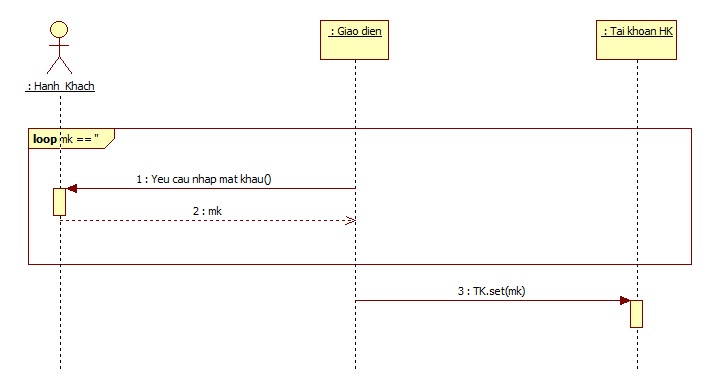 : Giao dien
: Tai khoan HK
: Hanh_Khach
loop mk == "
1 : Yeu cau nhap mat khau()
2 : mk
3 : TK.set(mk)